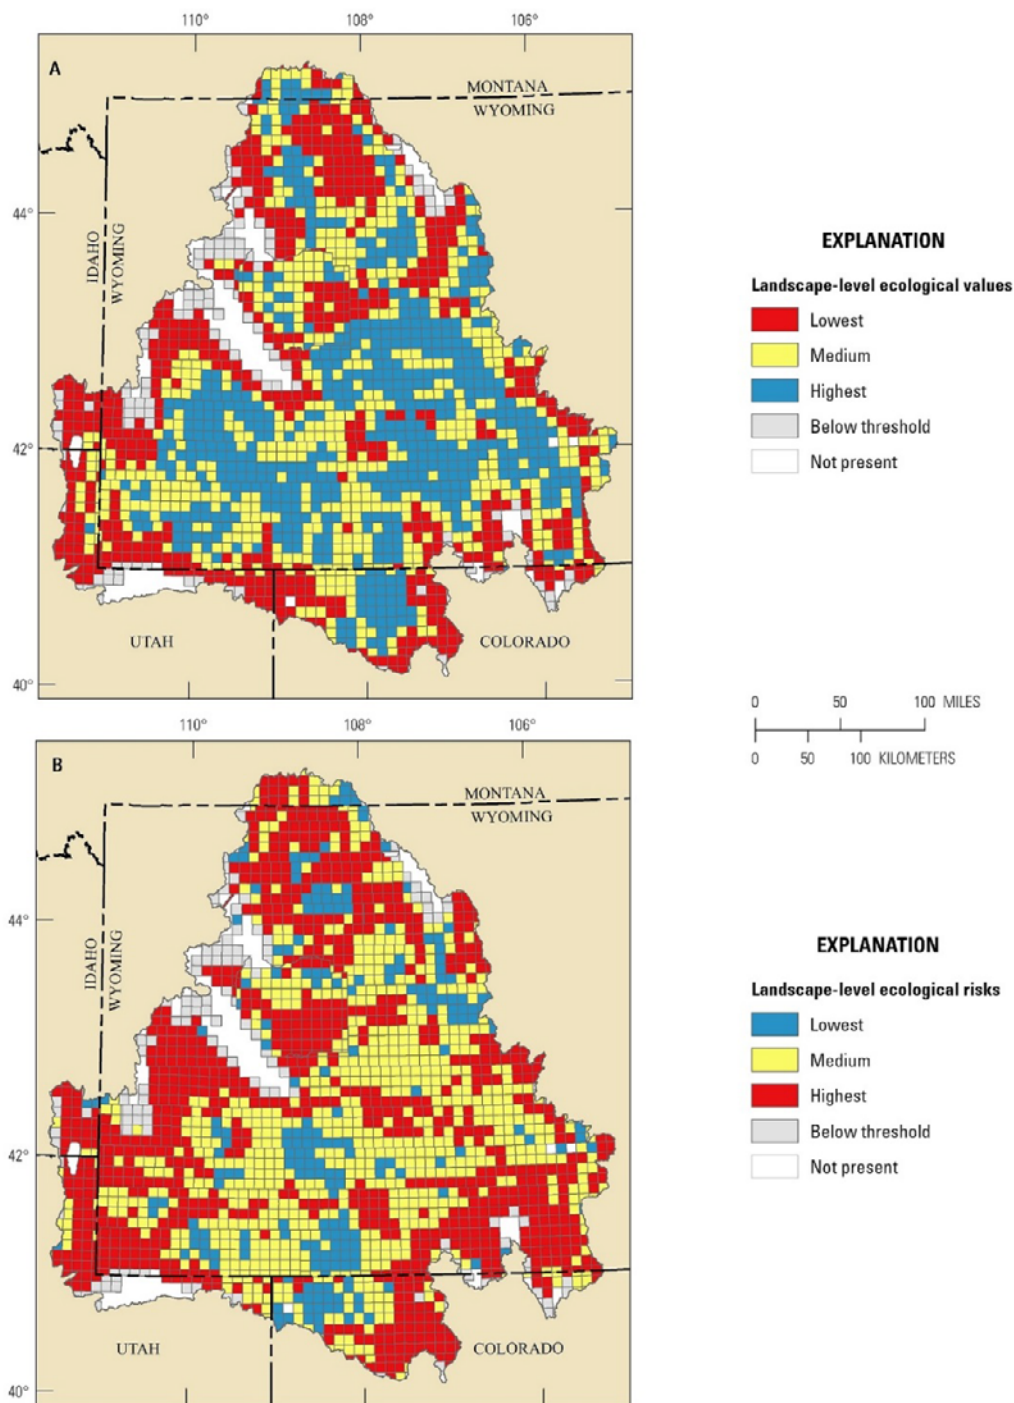 110° 108° 106°
A
MONTANA
WYOMING
44°
IDAHO
WYOMING
42°
UTAH
COLORADO
40°
EXPLANATION
Landscape-level ecological values
Lowest
Medium
Highest
Below threshold
Not present
0 50 100 MILES
0 50 100 KILOMETERS
110° 108° 106°
B
MONTANA
WYOMING
44°
IDAHO
WYOMING
42°
UTAH
COLORADO
40°
EXPLANATION
Landscape-level ecological risks
Lowest
Medium
Highest
Below threshold
Not present